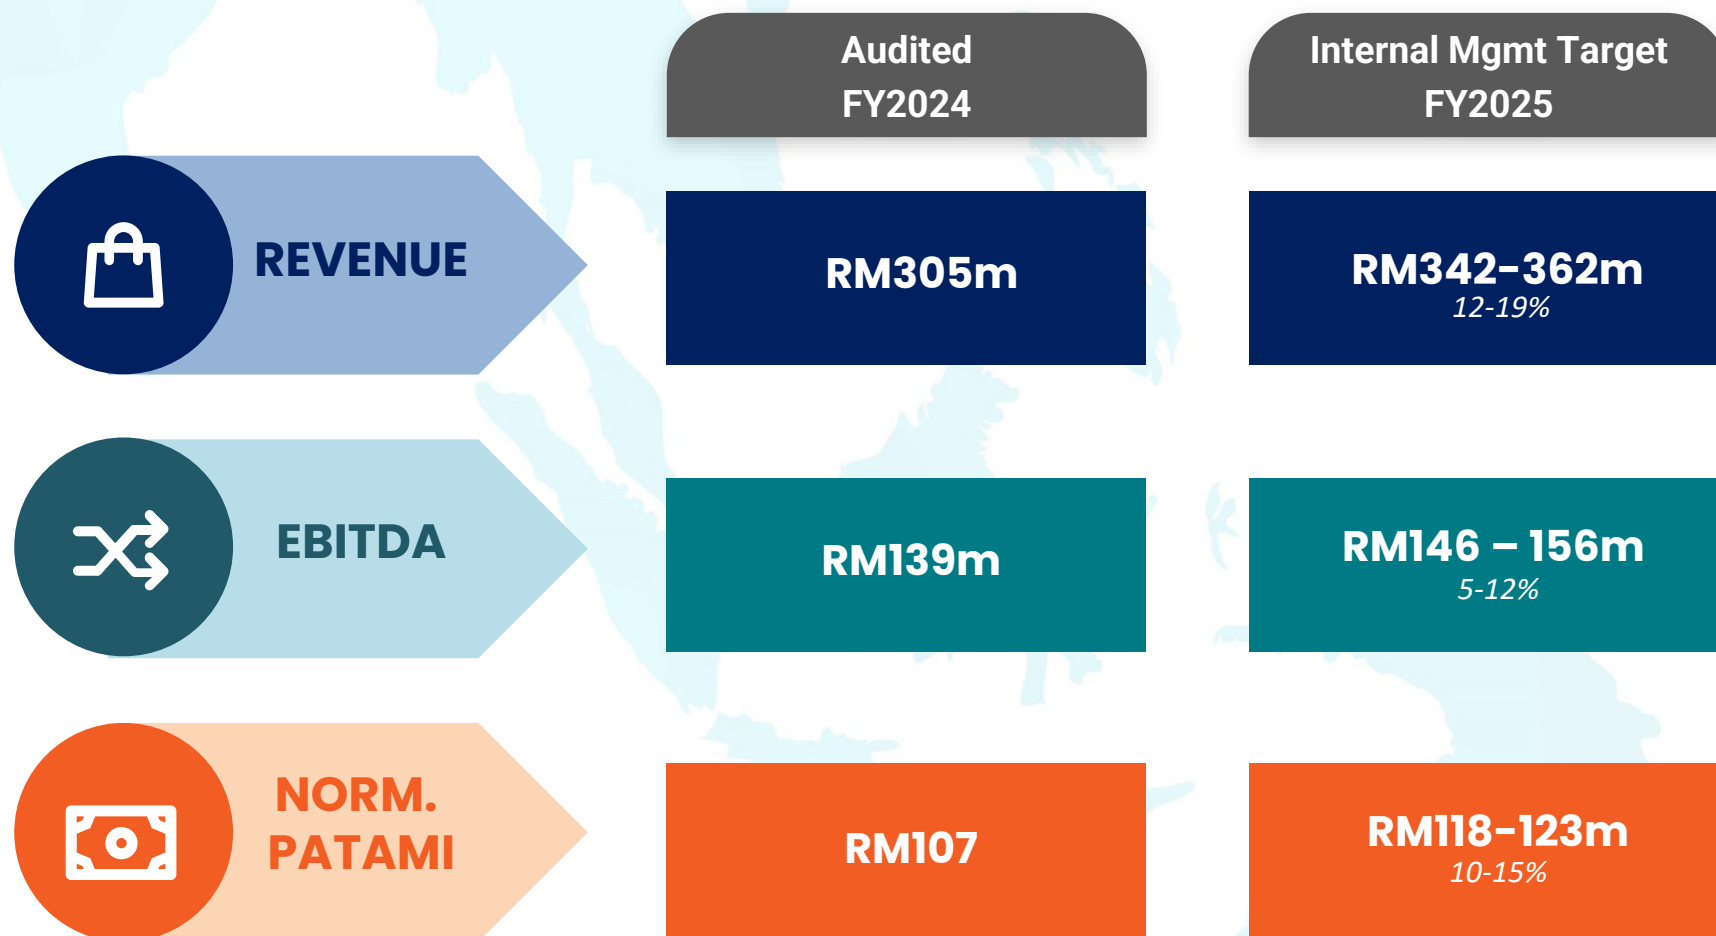 Audited
FY2024
Internal Mgmt Target
FY2025
REVENUE
RM305m
RM342-362m
12-19%
EBITDA
RM139m
RM146 – 156m
5-12%
NORM.
PATAMI
RM107
RM118-123m
10-15%